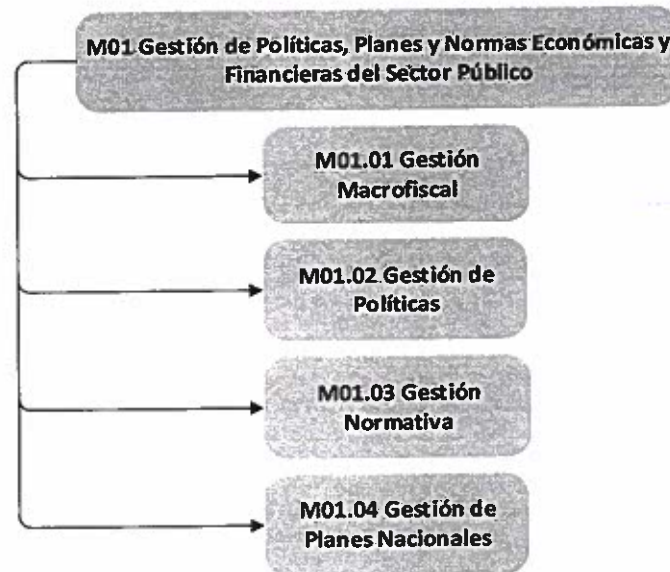 M01 Gestión de Políticas, Planes y Normas Económicas y
Financieras del Sector Público
M01.01 Gestión
Macrofiscal
M01.02 Gestión de
Políticas
M01.03 Gestión
Normativa
M01.04 Gestión de
Planes Nacionales